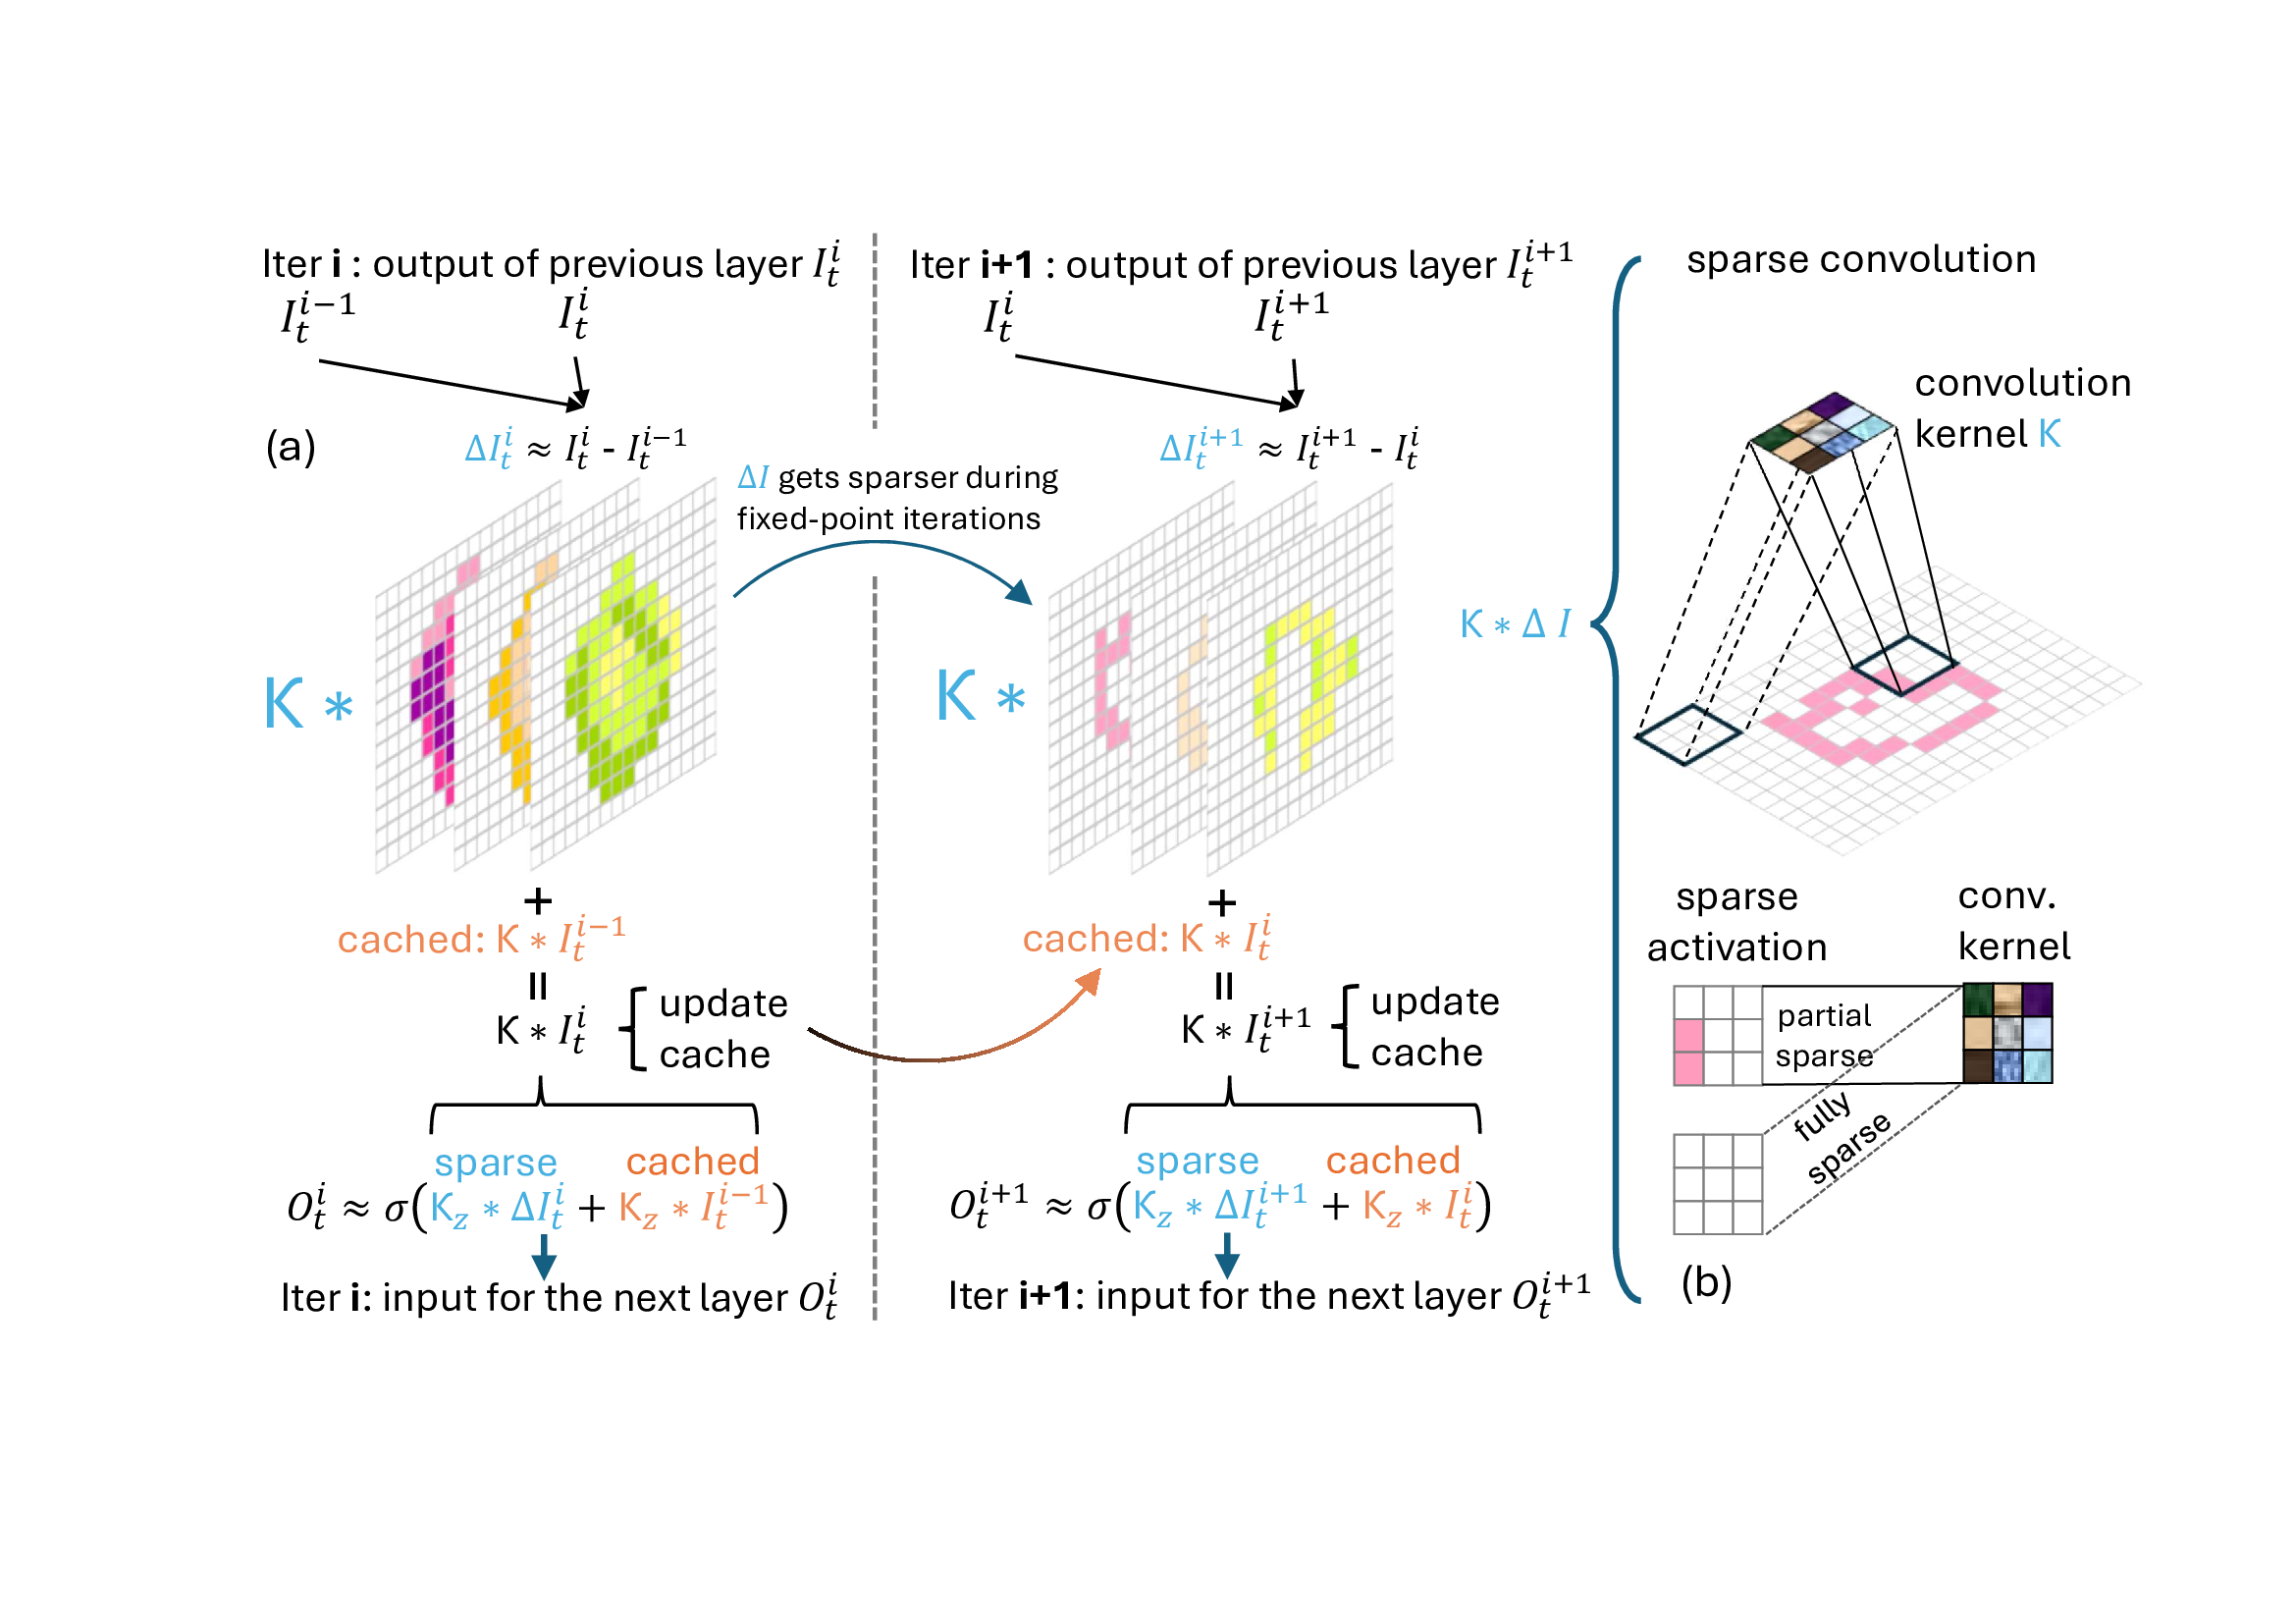 Iter i : output of previous layer $I_t^i$
$I_t^{i-1}$ $I_t^i$
(a)
$\Delta I_t^i \approx I_t^i - I_t^{i-1}$
K ∗
+
cached: K ∗ $I_t^{i-1}$
=
K ∗ $I_t^i$
update
cache
sparse cached
$O_t^i \approx \sigma(K_z * \Delta I_t^i + K_z * I_t^{i-1})$
Iter i: input for the next layer $O_t^i$
ΔI gets sparser during
fixed-point iterations
Iter i+1 : output of previous layer $I_t^{i+1}$
$I_t^i$ $I_t^{i+1}$
$\Delta I_t^{i+1} \approx I_t^{i+1} - I_t^i$
K ∗
+
cached: K ∗ $I_t^i$
=
K ∗ $I_t^{i+1}$
update
cache
sparse cached
$O_t^{i+1} \approx \sigma(K_z * \Delta I_t^{i+1} + K_z * I_t^i)$
Iter i+1: input for the next layer $O_t^{i+1}$
K ∗ Δ I
sparse convolution
convolution
kernel K
sparse
activation
conv.
kernel
partial
sparse
fully
sparse
(b)